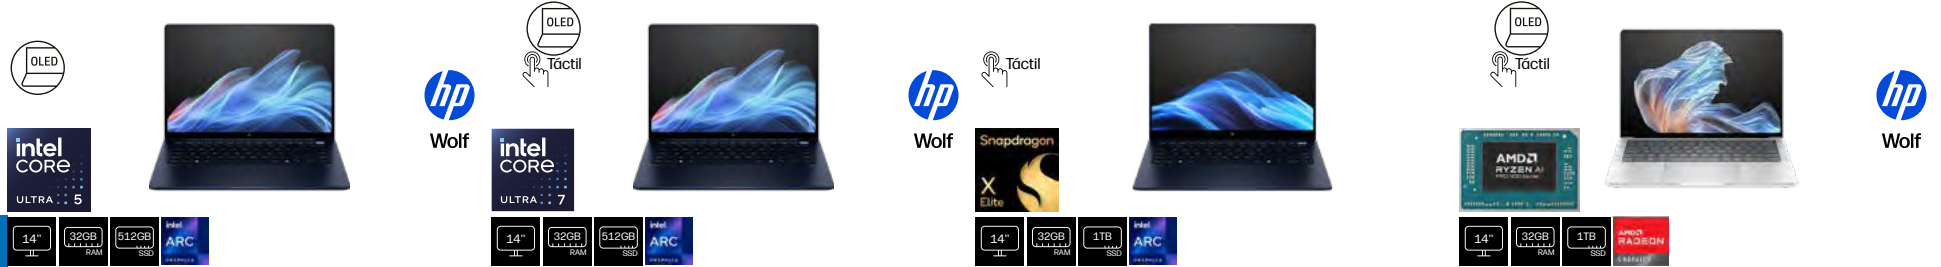 OLED
hp
Wolf
intel
CORE
ULTRA 5
14"
32GB
RAM
512GB
SSD
intel
ARC
OLED
Táctil
hp
Wolf
intel
CORE
ULTRA 7
14"
32GB
RAM
512GB
SSD
intel
ARC
Táctil
Snapdragon
X
Elite
14"
32GB
RAM
1TB
SSD
intel
ARC
OLED
Táctil
hp
Wolf
AMD
RYZEN AI
14"
32GB
RAM
1TB
SSD
AMD
RADEON